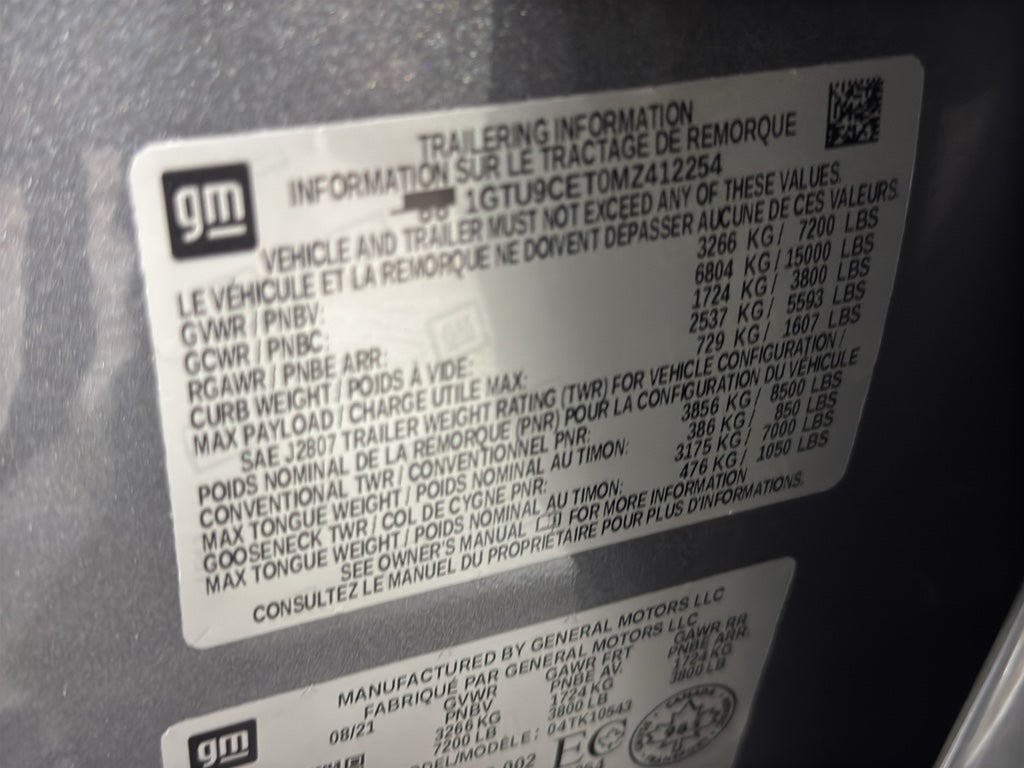 gm
TRAILERING INFORMATION
INFORMATION SUR LE TRACTAGE DE REMORQUE
1GTU9CET0MZ412254
VEHICLE AND TRAILER MUST NOT EXCEED ANY OF THESE VALUES.
LE VÉHICULE ET LA REMORQUE NE DOIVENT DÉPASSER AUCUNE DE CES VALEURS.
GVWR / PNBV: 3266 KG / 7200 LBS
GCWR / PNBC: 6804 KG / 15000 LBS
RGAWR / PNBE ARR: 1724 KG / 3800 LBS
CURB WEIGHT / POIDS À VIDE: 2537 KG / 5593 LBS
MAX PAYLOAD / CHARGE UTILE MAX: 729 KG / 1607 LBS
SAE J2807 TRAILER WEIGHT RATING (TWR) FOR VEHICLE CONFIGURATION /
POIDS NOMINAL DE LA REMORQUE (PNR) POUR LA CONFIGURATION DU VÉHICULE
CONVENTIONAL TWR / CONVENTIONNEL PNR: 3856 KG / 8500 LBS
MAX TONGUE WEIGHT / POIDS NOMINAL AU TIMON: 386 KG / 850 LBS
GOOSENECK TWR / COL DE CYGNE PNR: 3175 KG / 7000 LBS
MAX TONGUE WEIGHT / POIDS NOMINAL AU TIMON: 476 KG / 1050 LBS
SEE OWNER'S MANUAL FOR MORE INFORMATION
CONSULTEZ LE MANUEL DU PROPRIÉTAIRE POUR PLUS D'INFORMATIONS.
gm
MANUFACTURED BY GENERAL MOTORS LLC
FABRIQUÉ PAR GENERAL MOTORS LLC
08/21 GVWR GAWR FRT GAWR RR
PNBV PNBE AV. PNBE ARR.
3266 KG 1724 KG 1724 KG
7200 LB 3800 LB 3800 LB
MODÈLE: 04TK10543
002 EC
CANADA